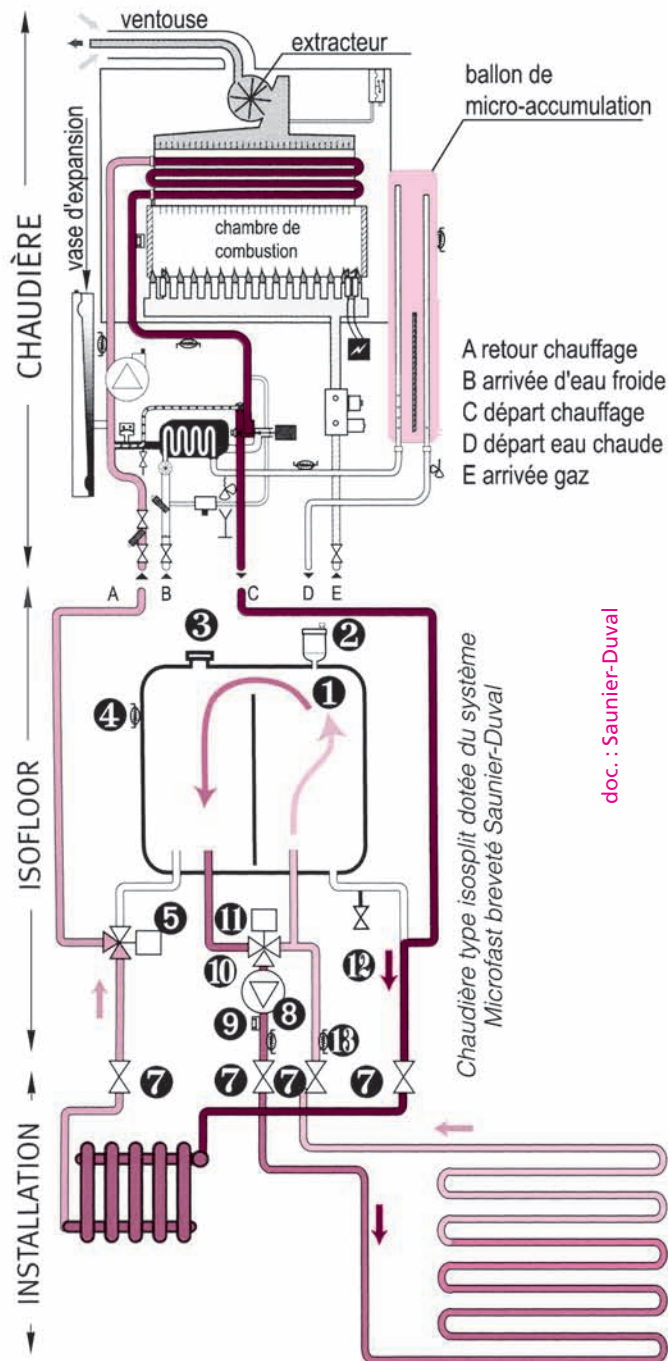 ventouse
extracteur
ballon de
micro-accumulation
vase d'expansion
chambre de
combustion
CHAUDIÈRE
A retour chauffage
B arrivée d'eau froide
C départ chauffage
D départ eau chaude
E arrivée gaz
A
B
C
D
E
ISOFLOOR
3
2
1
4
5
11
10
12
9
8
13
7
7
7
7
Chaudière type isosplit dotée du système
Microfast breveté Saunier-Duval
doc. : Saunier-Duval
INSTALLATION